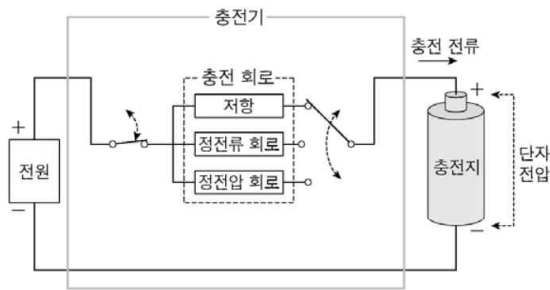 충전기
충전 전류
충전 회로
저항
정전류 회로
정전압 회로
+
전원
−
+
충전지
−
단자
전압